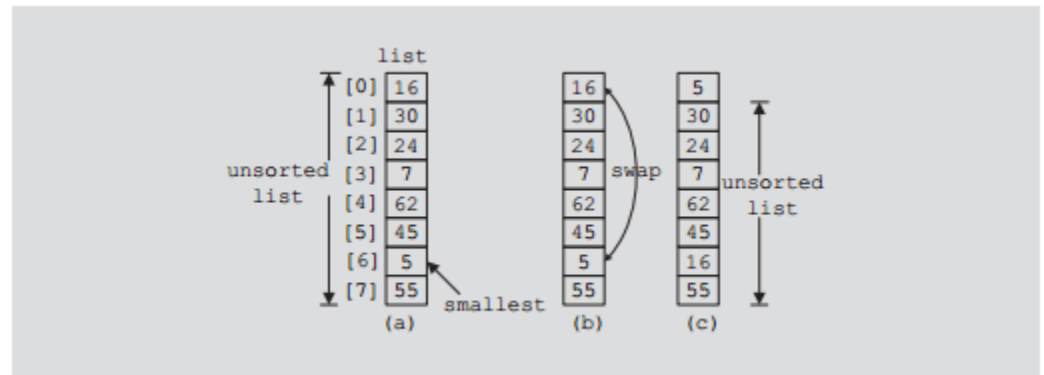 list
[0] 16 16 5
[1] 30 30 30
[2] 24 24 24
unsorted [3] 7 7 swap 7 unsorted
list [4] 62 62 62 list
[5] 45 45 45
[6] 5 5 16
[7] 55 55 55
smallest
(a) (b) (c)